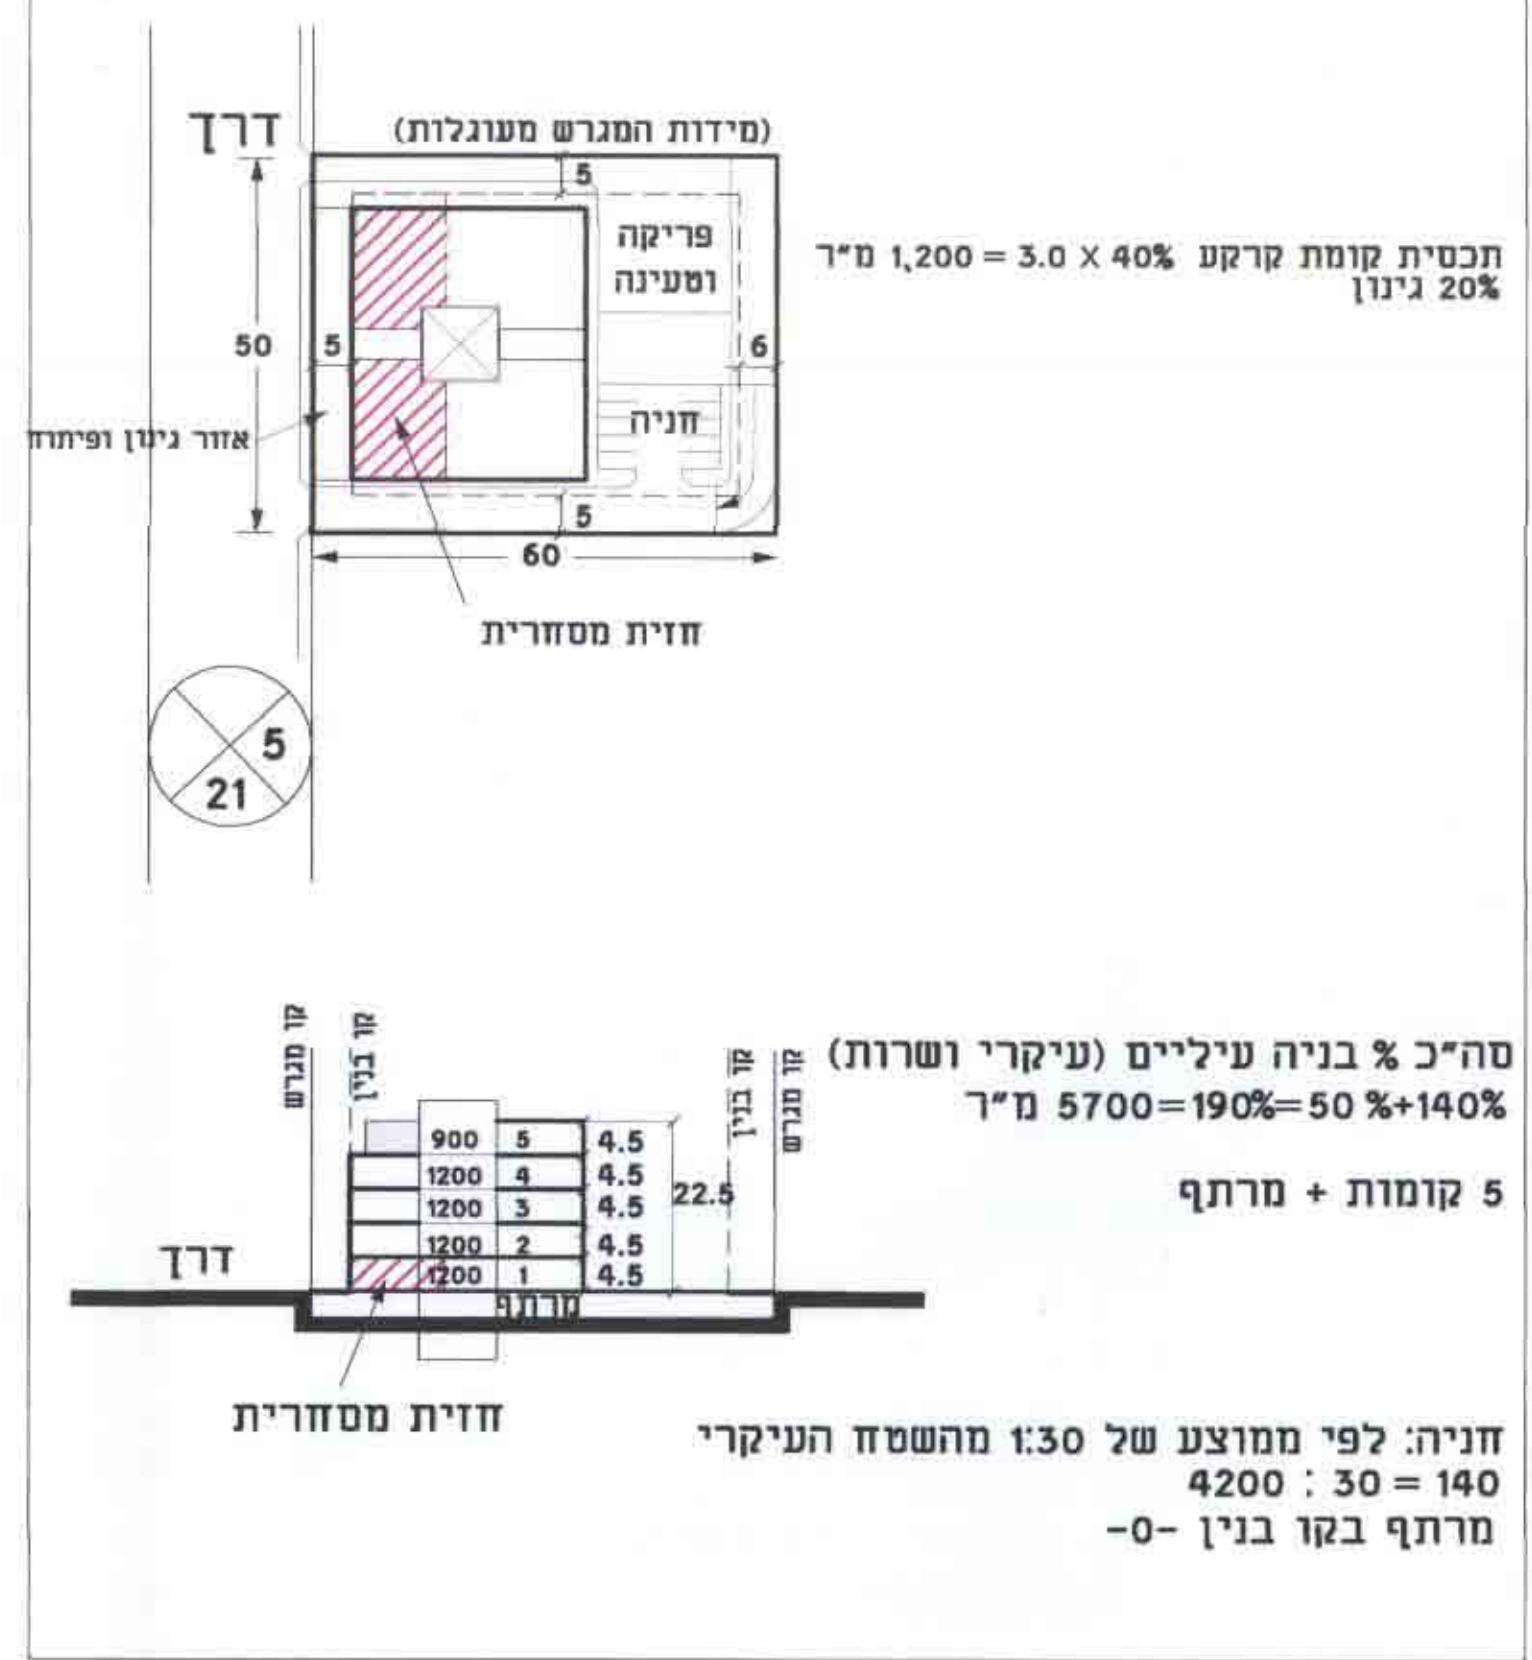 דרך
(מידות המגרש מעוגלות)
5
פריקה
וטעינה
תכסית קומת קרקע 40% X 3.0 = 1,200 מ"ר
20% גינון
50
5
6
חניה
אזור גינון ופיתוח
5
60
חזית מסחרית
5
21
קו מגרש
קו בנין
קו בנין
קו מגרש
סה"כ % בניה עיליים (עיקרי ושרות)
140%+50 %=190%=5700 מ"ר
900 5 4.5
1200 4 4.5
1200 3 4.5
1200 2 4.5
1200 1 4.5
22.5
5 קומות + מרתף
דרך
מרתף
חזית מסחרית
חניה: לפי ממוצע של 1:30 מהשטח העיקרי
4200 : 30 = 140
מרתף בקו בנין -0-